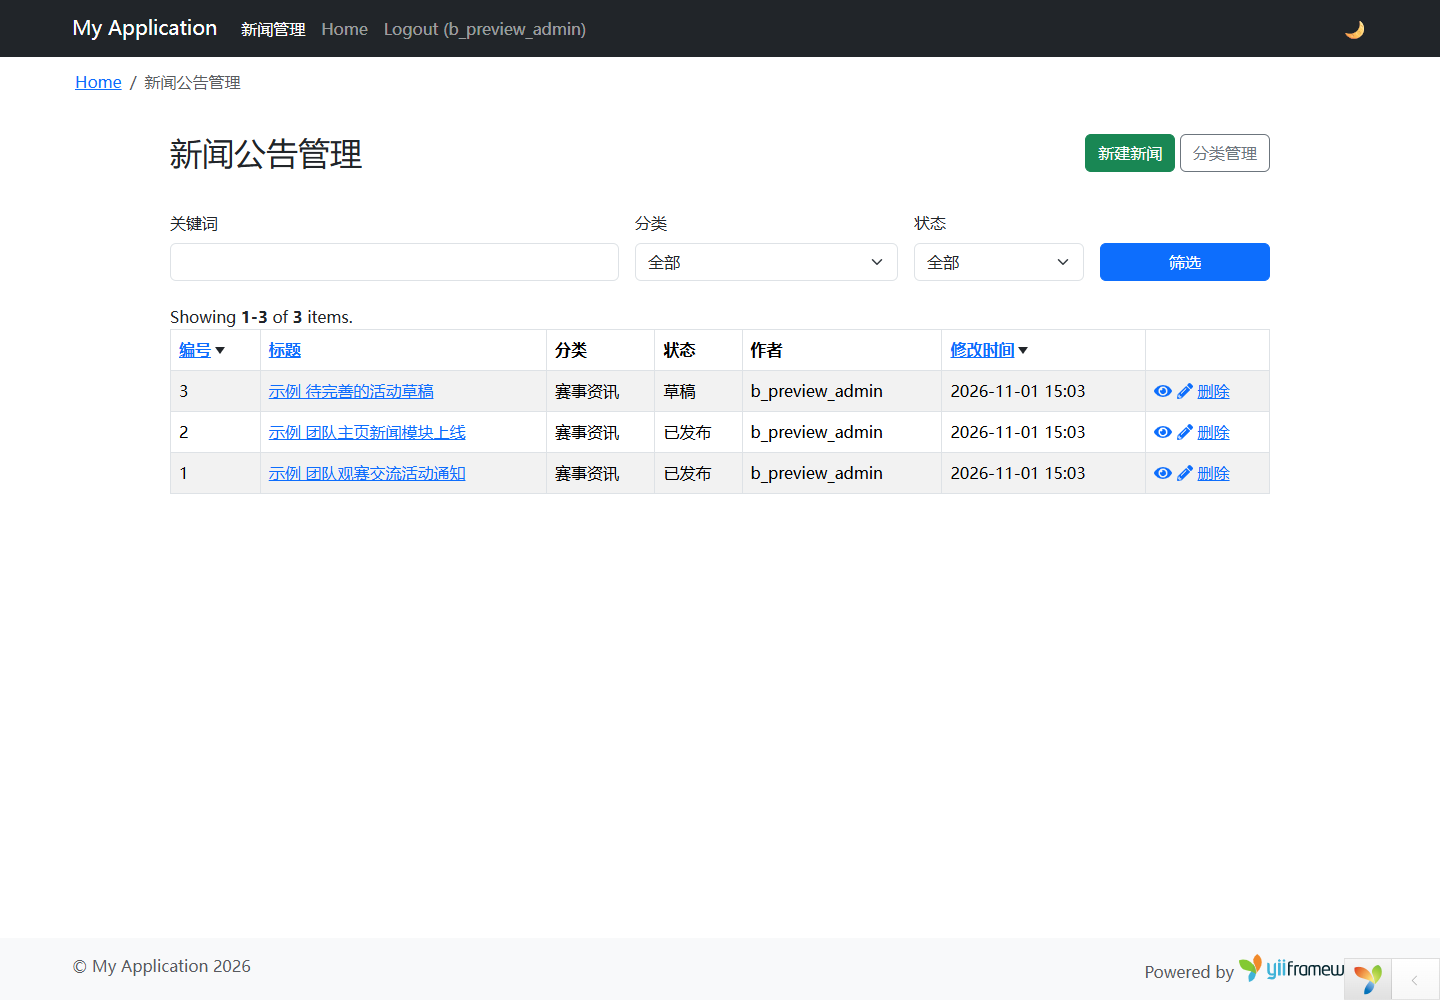 My Application 新闻管理 Home Logout (b_preview_admin)
Home / 新闻公告管理
新闻公告管理 新建新闻 分类管理
关键词 分类 状态
全部 全部 筛选
Showing 1-3 of 3 items.
编号 标题 分类 状态 作者 修改时间
3 示例 待完善的活动草稿 赛事资讯 草稿 b_preview_admin 2026-11-01 15:03 删除
2 示例 团队主页新闻模块上线 赛事资讯 已发布 b_preview_admin 2026-11-01 15:03 删除
1 示例 团队观赛交流活动通知 赛事资讯 已发布 b_preview_admin 2026-11-01 15:03 删除
© My Application 2026 Powered by yiiframew